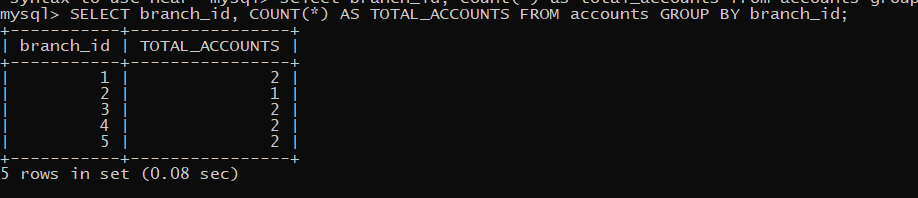 mysql> SELECT branch_id, COUNT(*) AS TOTAL_ACCOUNTS FROM accounts GROUP BY branch_id;
+-----------+----------------+
| branch_id | TOTAL_ACCOUNTS |
+-----------+----------------+
|         1 |              2 |
|         2 |              1 |
|         3 |              2 |
|         4 |              2 |
|         5 |              2 |
+-----------+----------------+
5 rows in set (0.08 sec)